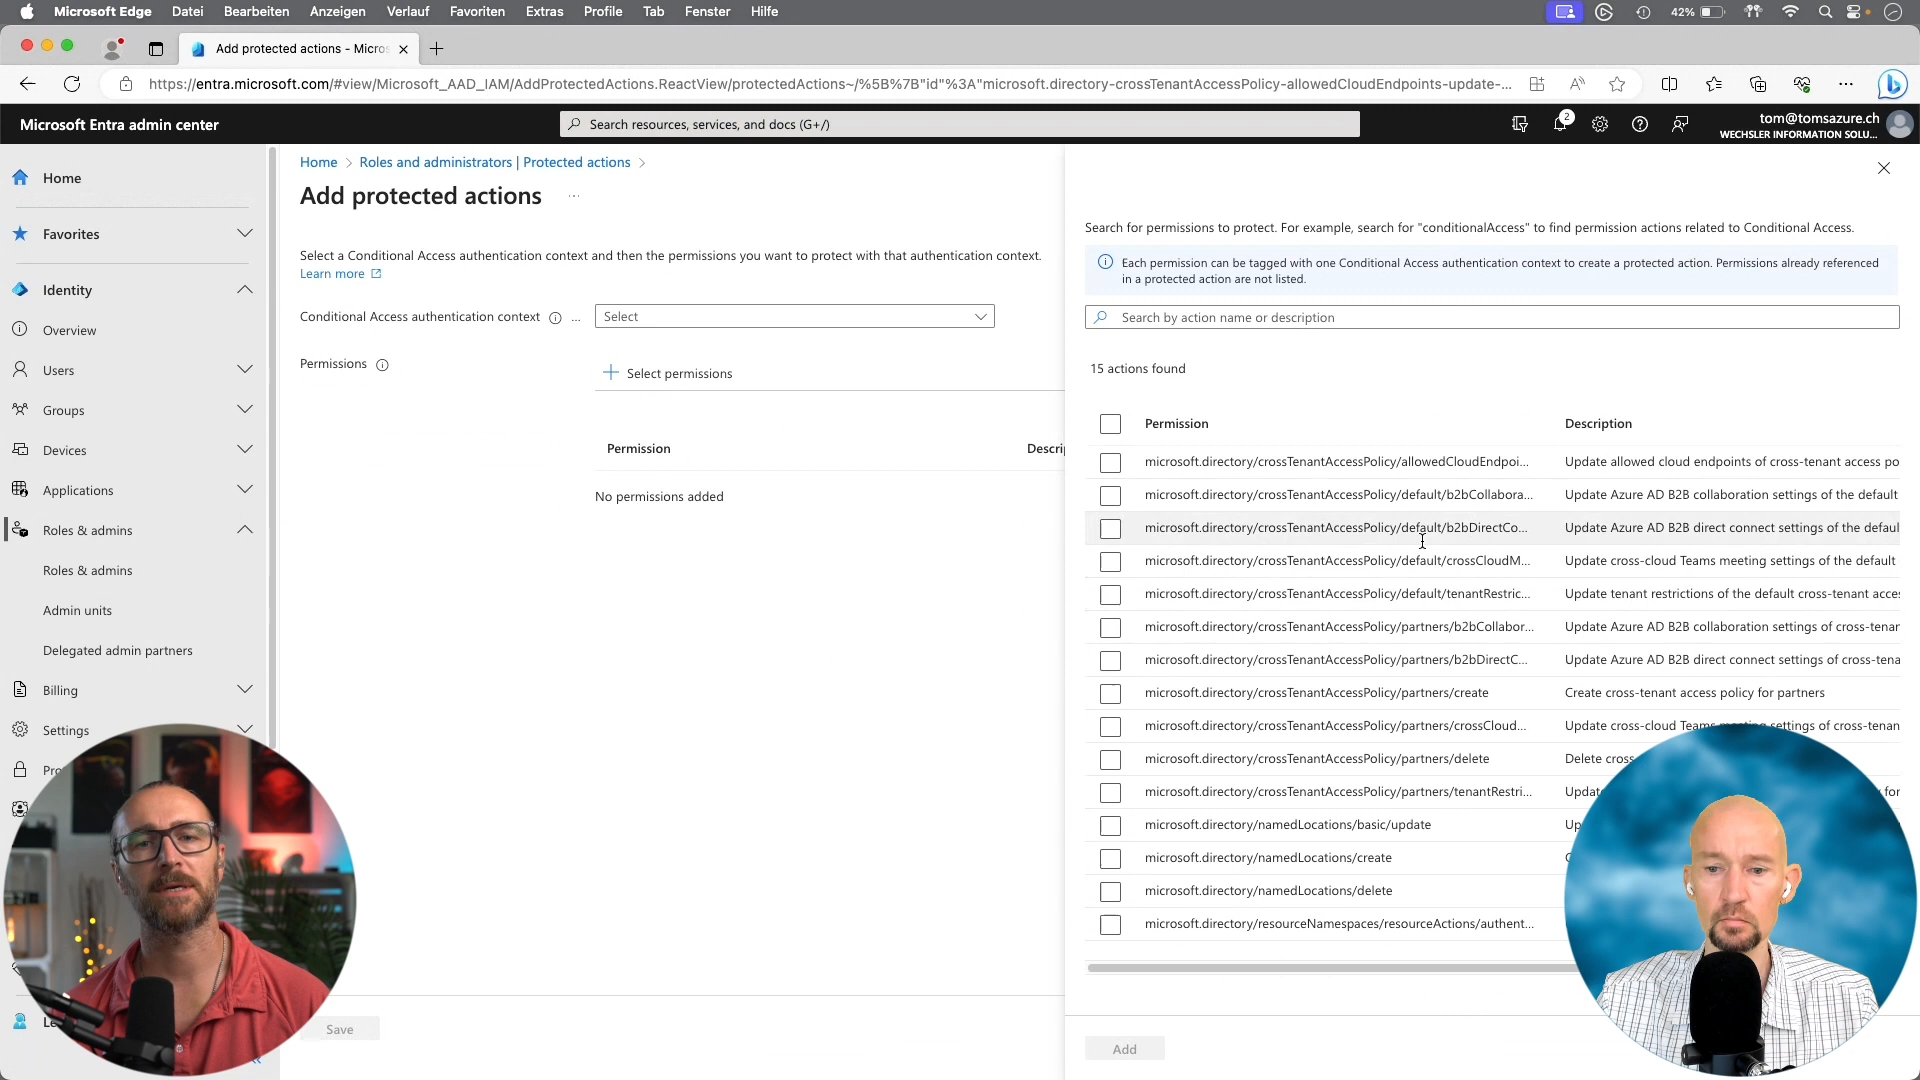 Microsoft Edge Datei Bearbeiten Anzeigen Verlauf Favoriten Extras Profile Tab Fenster Hilfe 42%
Add protected actions - Micros
https://entra.microsoft.com/#view/Microsoft_AAD_IAM/AddProtectedActions.ReactView/protectedActions~/%5B%7B"id"%3A"microsoft.directory-crossTenantAccessPolicy-allowedCloudEndpoints-update-...
Microsoft Entra admin center
Search resources, services, and docs (G+/)
2
tom@tomsazure.ch
WECHSLER INFORMATION SOLU...
Home
Favorites
Identity
Overview
Users
Groups
Devices
Applications
Roles & admins
Roles & admins
Admin units
Delegated admin partners
Billing
Settings
Home > Roles and administrators | Protected actions >
Add protected actions ...
Select a Conditional Access authentication context and then the permissions you want to protect with that authentication context.
Learn more
Conditional Access authentication context ... Select
Permissions
Select permissions
Permission
No permissions added
Save
Search for permissions to protect. For example, search for "conditionalAccess" to find permission actions related to Conditional Access.
Each permission can be tagged with one Conditional Access authentication context to create a protected action. Permissions already referenced
in a protected action are not listed.
Search by action name or description
15 actions found
Permission Description
microsoft.directory/crossTenantAccessPolicy/allowedCloudEndpoi... Update allowed cloud endpoints of cross-tenant access po
microsoft.directory/crossTenantAccessPolicy/default/b2bCollabora... Update Azure AD B2B collaboration settings of the default
microsoft.directory/crossTenantAccessPolicy/default/b2bDirectCo... Update Azure AD B2B direct connect settings of the defaul
microsoft.directory/crossTenantAccessPolicy/default/crossCloudM... Update cross-cloud Teams meeting settings of the default
microsoft.directory/crossTenantAccessPolicy/default/tenantRestric... Update tenant restrictions of the default cross-tenant acces
microsoft.directory/crossTenantAccessPolicy/partners/b2bCollabor... Update Azure AD B2B collaboration settings of cross-tenan
microsoft.directory/crossTenantAccessPolicy/partners/b2bDirectC... Update Azure AD B2B direct connect settings of cross-tena
microsoft.directory/crossTenantAccessPolicy/partners/create Create cross-tenant access policy for partners
microsoft.directory/crossTenantAccessPolicy/partners/crossCloud... Update cross-cloud Teams meeting settings of cross-tenan
microsoft.directory/crossTenantAccessPolicy/partners/delete Delete cross
microsoft.directory/crossTenantAccessPolicy/partners/tenantRestri... Updat for
microsoft.directory/namedLocations/basic/update Up
microsoft.directory/namedLocations/create
microsoft.directory/namedLocations/delete
microsoft.directory/resourceNamespaces/resourceActions/authent...
Add